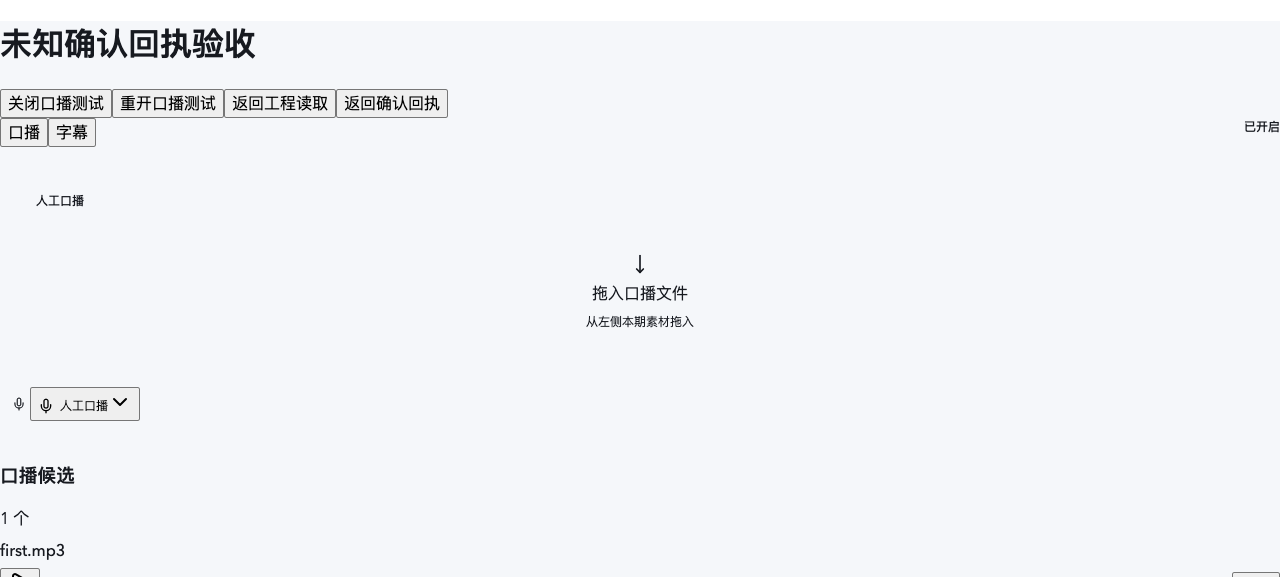 未知确认回执验收
关闭口播测试 重开口播测试 返回工程读取 返回确认回执
口播 字幕 已开启
人工口播
↓
拖入口播文件
从左侧本期素材拖入
人工口播
口播候选
1 个
first.mp3